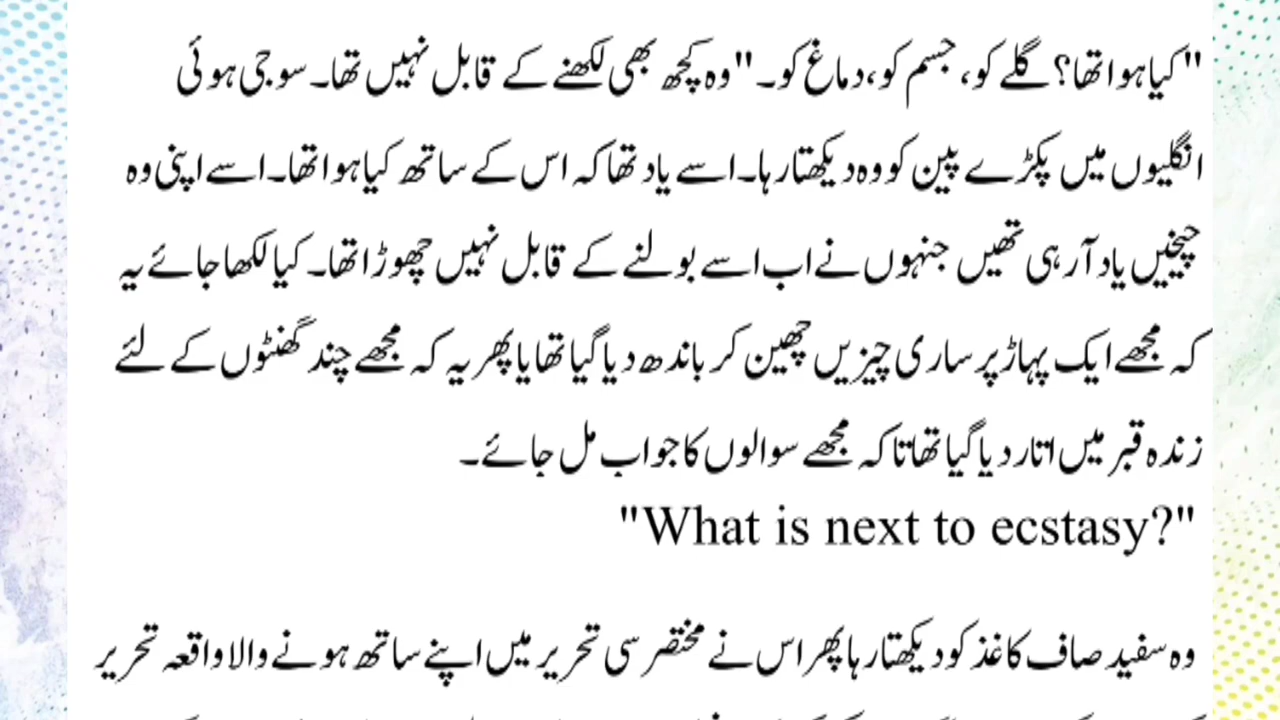 "کیا ہوا تھا؟ گلے کو، جسم کو، دماغ کو۔" وہ کچھ بھی لکھنے کے قابل نہیں تھا۔ سوجی ہوئی
انگلیوں میں پکڑے پین کو وہ دیکھتا رہا۔ اسے یاد تھا کہ اس کے ساتھ کیا ہوا تھا۔ اسے اپنی وہ
چیخیں یاد آرہی تھیں جنہوں نے اب اسے بولنے کے قابل نہیں چھوڑا تھا۔ کیا لکھا جائے یہ
کہ مجھے ایک پہاڑ پر ساری چیزیں چھین کر باندھ دیا گیا تھا یا پھر یہ کہ مجھے چند گھنٹوں کے لئے
زندہ قبر میں اتار دیا گیا تھا تاکہ مجھے سوالوں کا جواب مل جائے۔
"What is next to ecstasy?"
وہ سفید صاف کاغذ کو دیکھتا رہا پھر اس نے مختصر سی تحریر میں اپنے ساتھ ہونے والا واقعہ تحریر